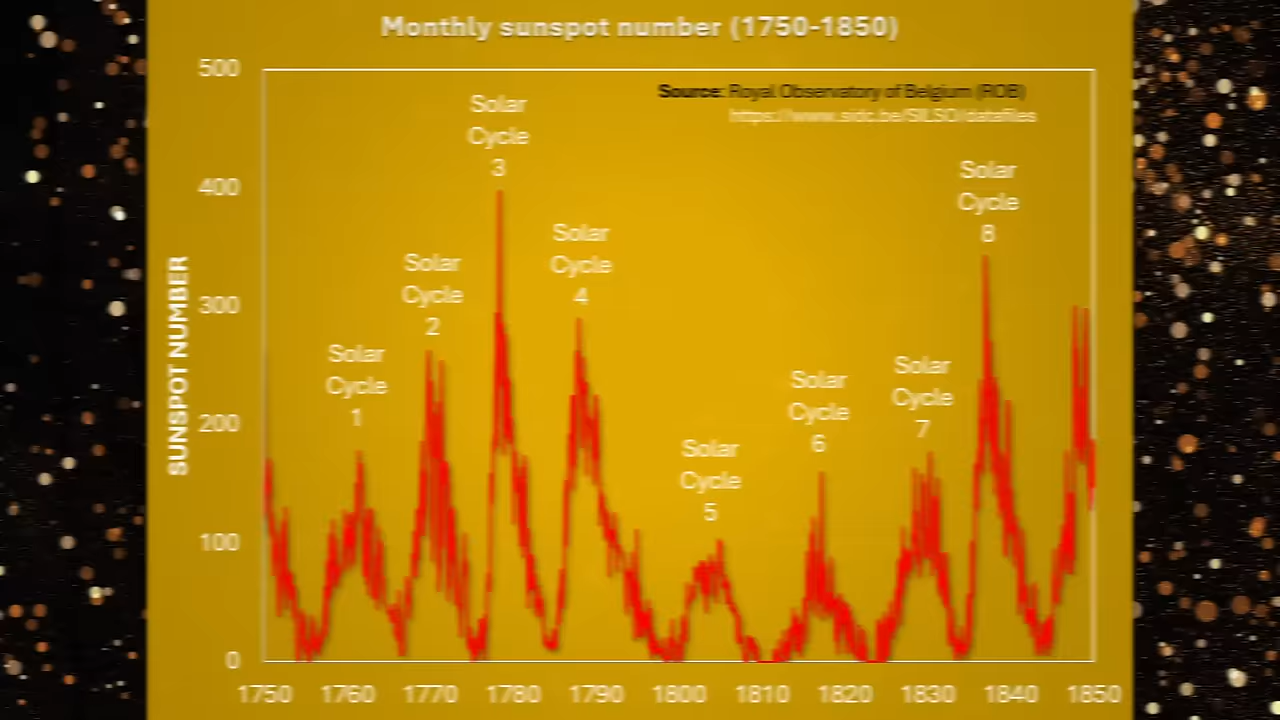 Monthly sunspot number (1750-1850)
500
400
300
200
100
0
SUNSPOT NUMBER
Source: Royal Observatory of Belgium (ROB)
https://www.sidc.be/SILSO/datafiles
Solar
Cycle
1
Solar
Cycle
2
Solar
Cycle
3
Solar
Cycle
4
Solar
Cycle
5
Solar
Cycle
6
Solar
Cycle
7
Solar
Cycle
8
1750 1760 1770 1780 1790 1800 1810 1820 1830 1840 1850